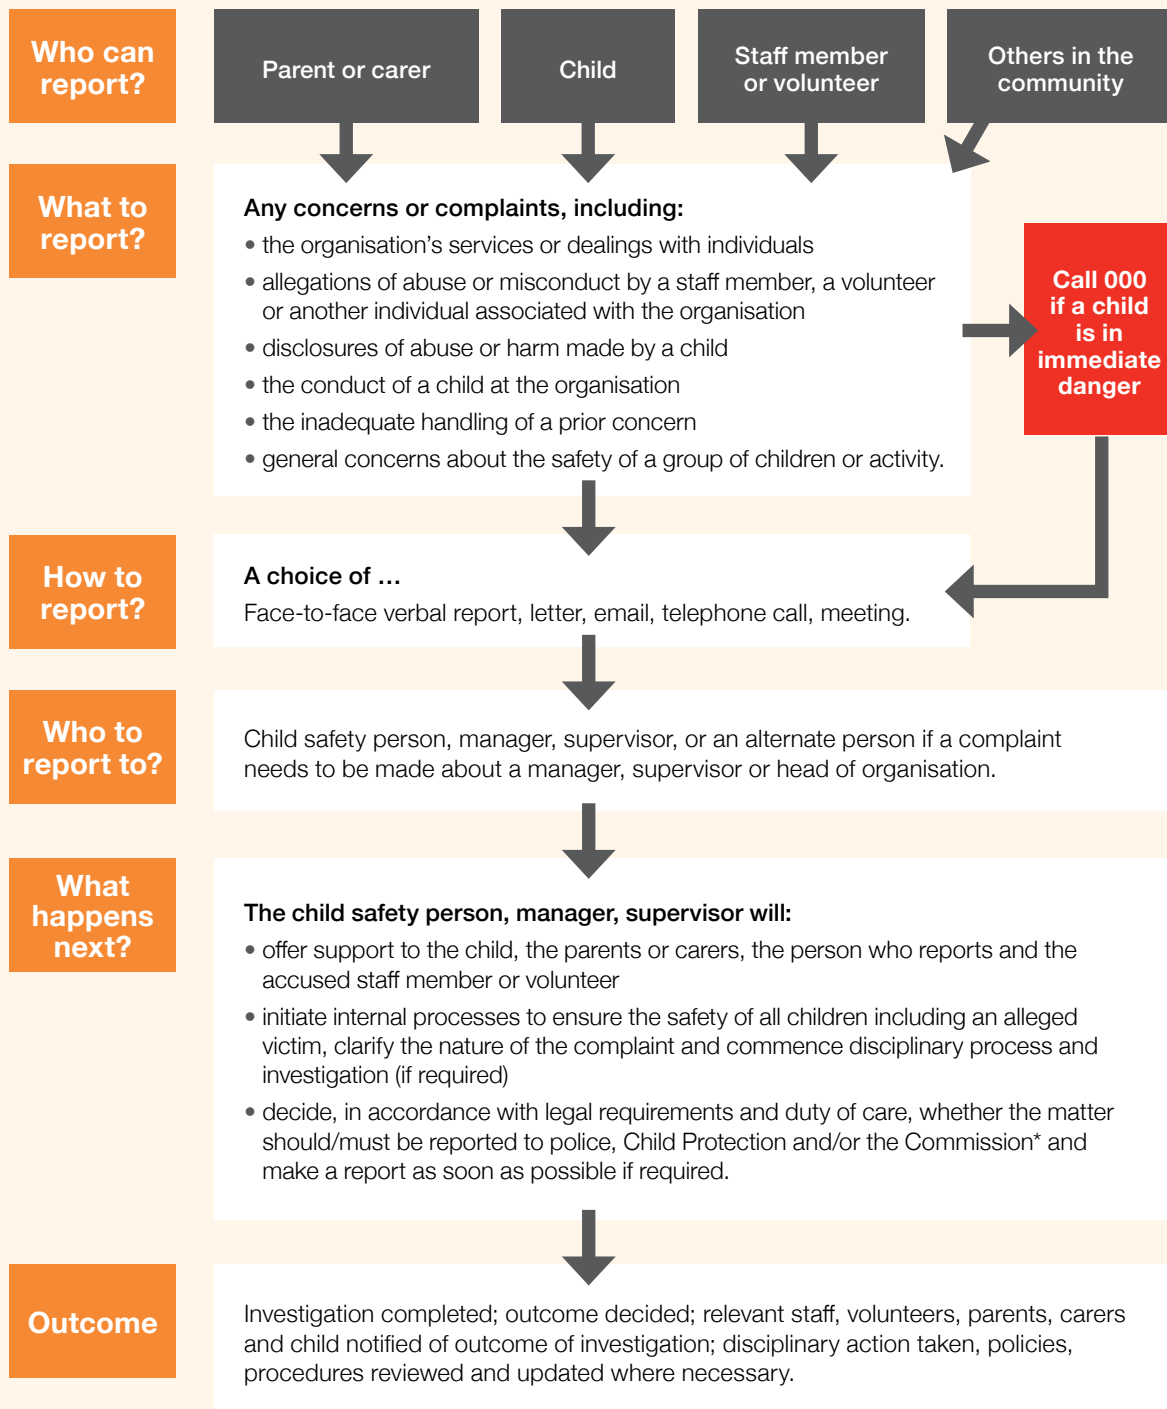 Who can
report?
Parent or carer
Child
Staff member
or volunteer
Others in the
community
What to
report?
Any concerns or complaints, including:
• the organisation’s services or dealings with individuals
• allegations of abuse or misconduct by a staff member, a volunteer
or another individual associated with the organisation
• disclosures of abuse or harm made by a child
• the conduct of a child at the organisation
• the inadequate handling of a prior concern
• general concerns about the safety of a group of children or activity.
Call 000
if a child
is in
immediate
danger
How to
report?
A choice of …
Face-to-face verbal report, letter, email, telephone call, meeting.
Who to
report to?
Child safety person, manager, supervisor, or an alternate person if a complaint
needs to be made about a manager, supervisor or head of organisation.
What
happens
next?
The child safety person, manager, supervisor will:
• offer support to the child, the parents or carers, the person who reports and the
accused staff member or volunteer
• initiate internal processes to ensure the safety of all children including an alleged
victim, clarify the nature of the complaint and commence disciplinary process and
investigation (if required)
• decide, in accordance with legal requirements and duty of care, whether the matter
should/must be reported to police, Child Protection and/or the Commission* and
make a report as soon as possible if required.
Outcome
Investigation completed; outcome decided; relevant staff, volunteers, parents, carers
and child notified of outcome of investigation; disciplinary action taken, policies,
procedures reviewed and updated where necessary.